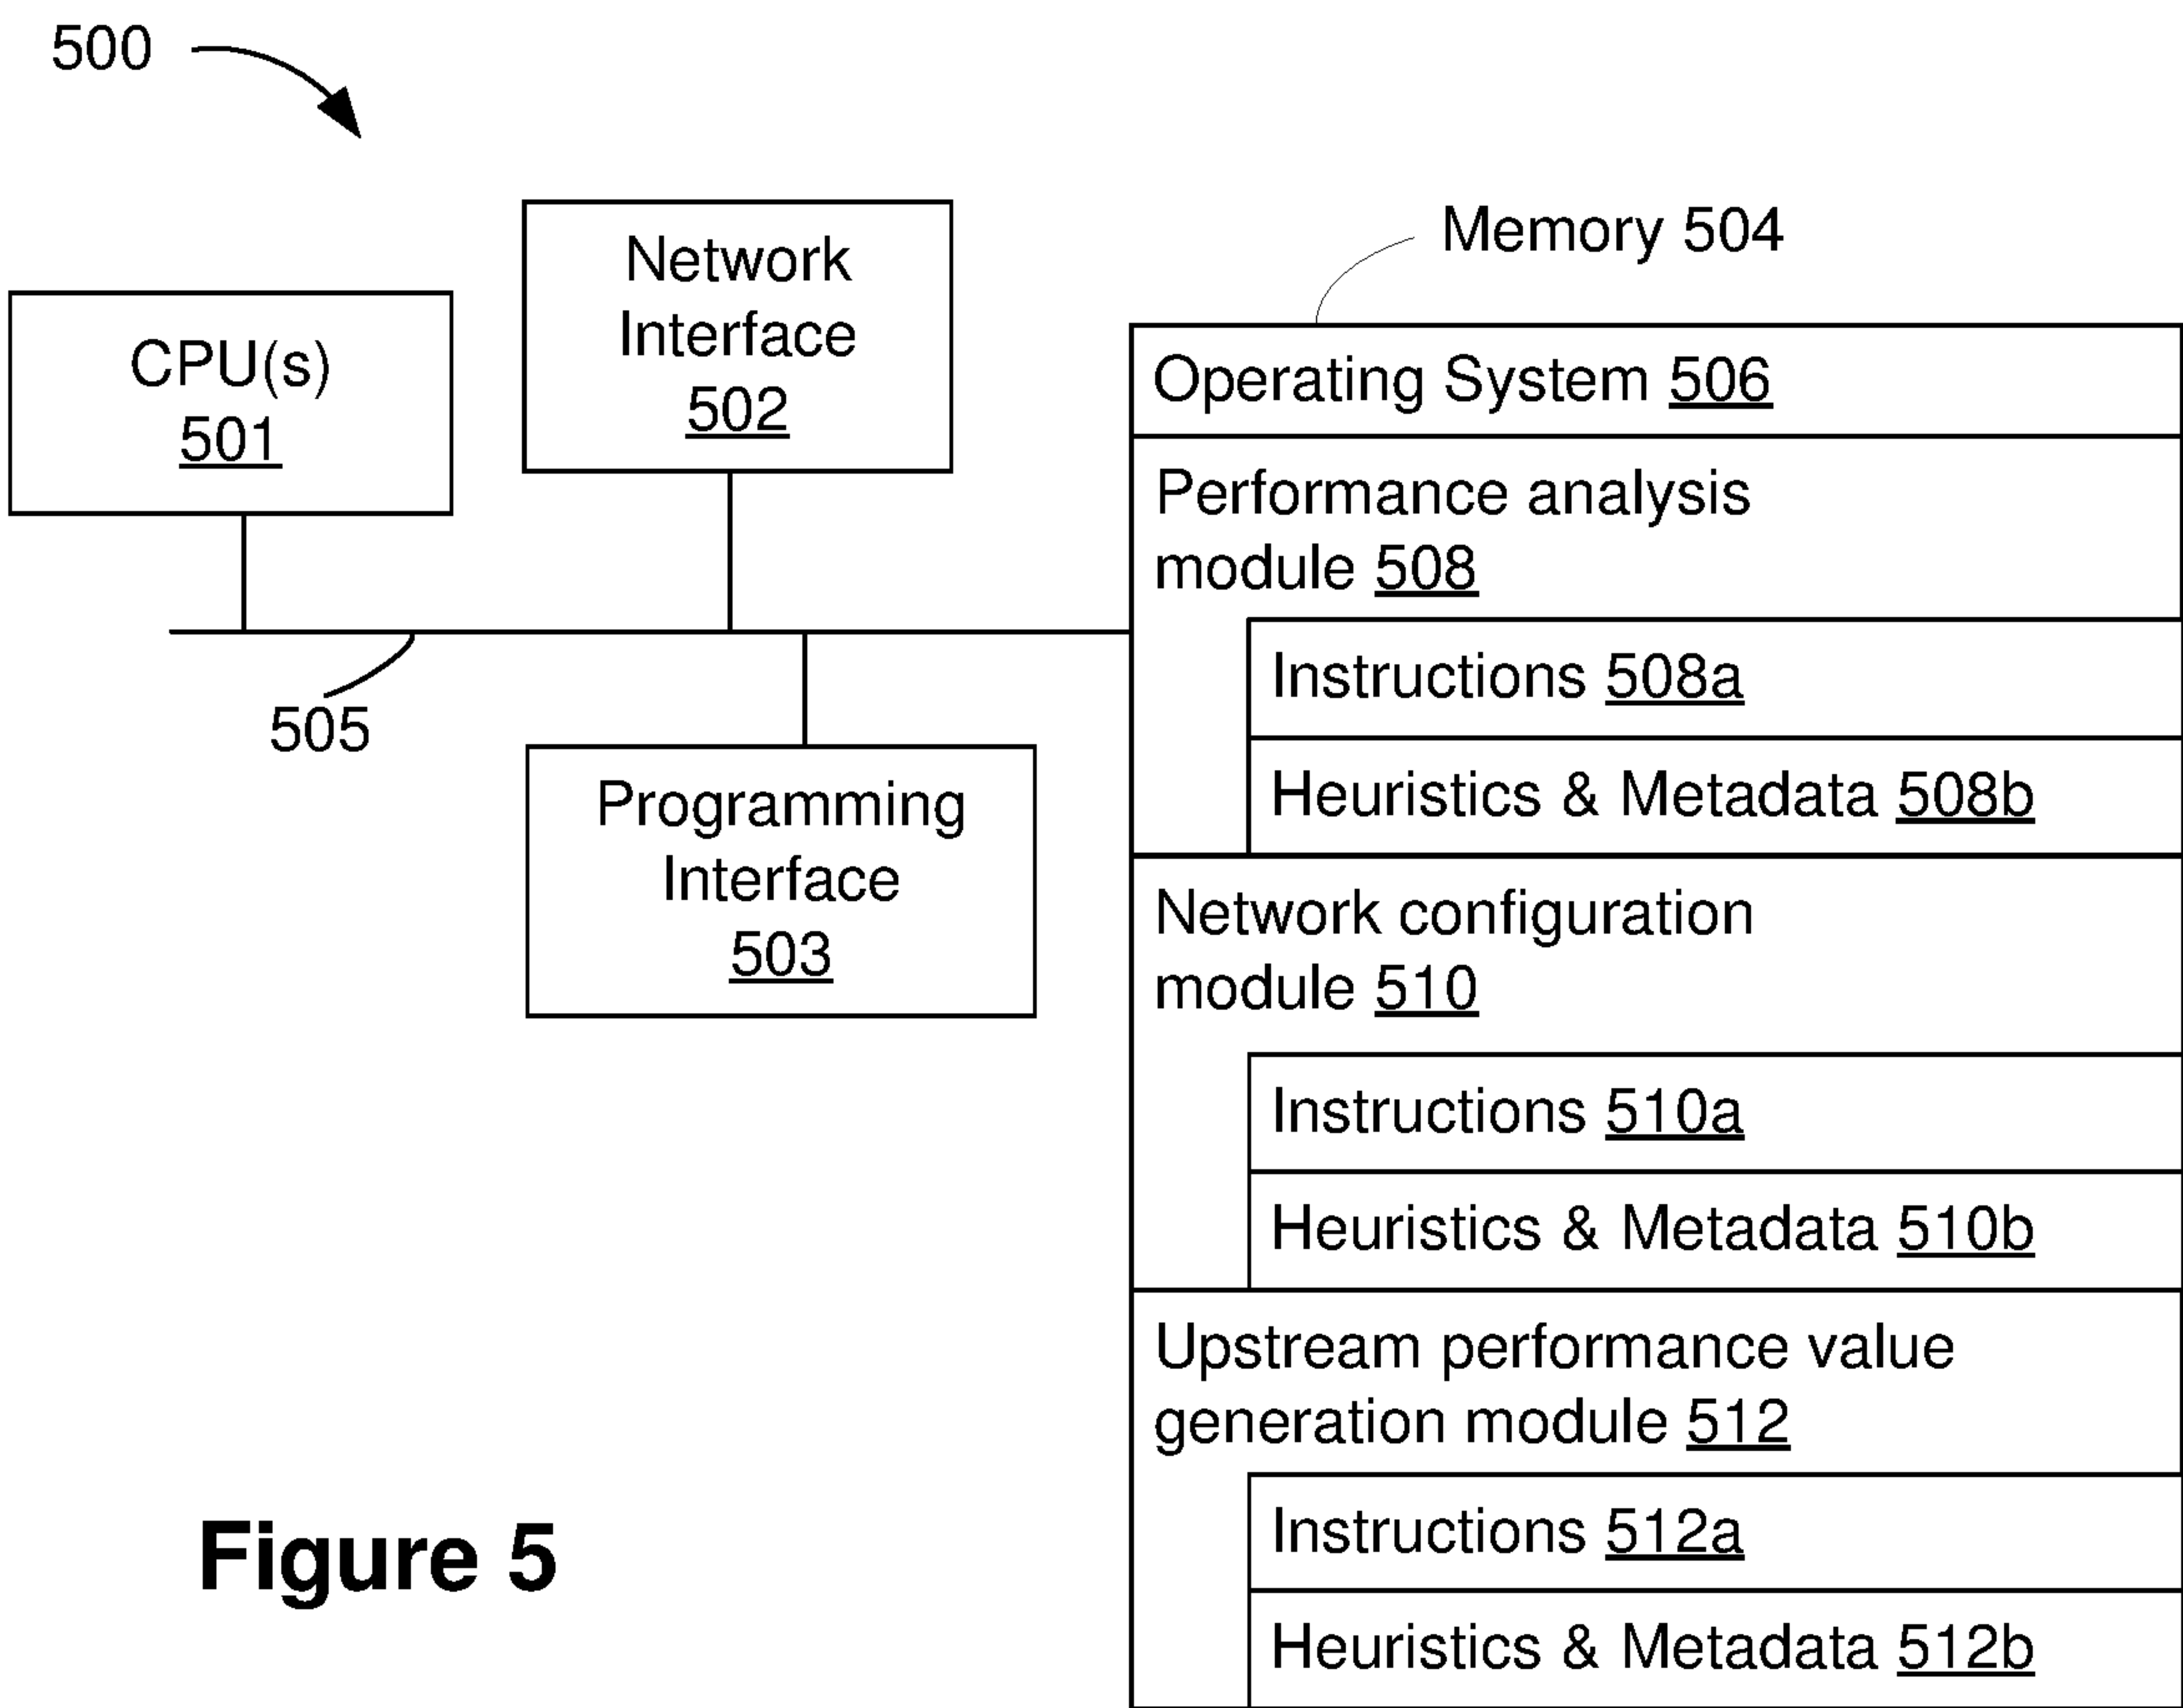 500
Network
Interface
502
Memory 504
CPU(s)
501
Operating System 506
Performance analysis
module 508
Instructions 508a
Heuristics & Metadata 508b
505
Programming
Interface
503
Network configuration
module 510
Instructions 510a
Heuristics & Metadata 510b
Upstream performance value
generation module 512
Instructions 512a
Heuristics & Metadata 512b
Figure 5